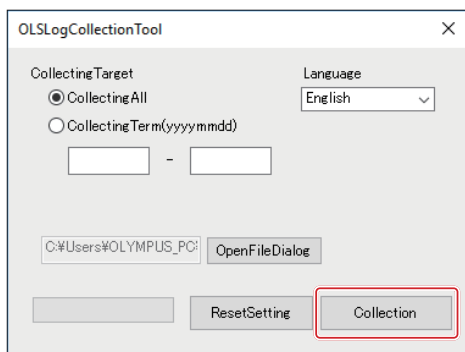 OLSLogCollectionTool
CollectingTarget
Language
CollectingAll
English
CollectingTerm(yyyymmdd)
-
C:¥Users¥OLYMPUS_PC
OpenFileDialog
ResetSetting
Collection